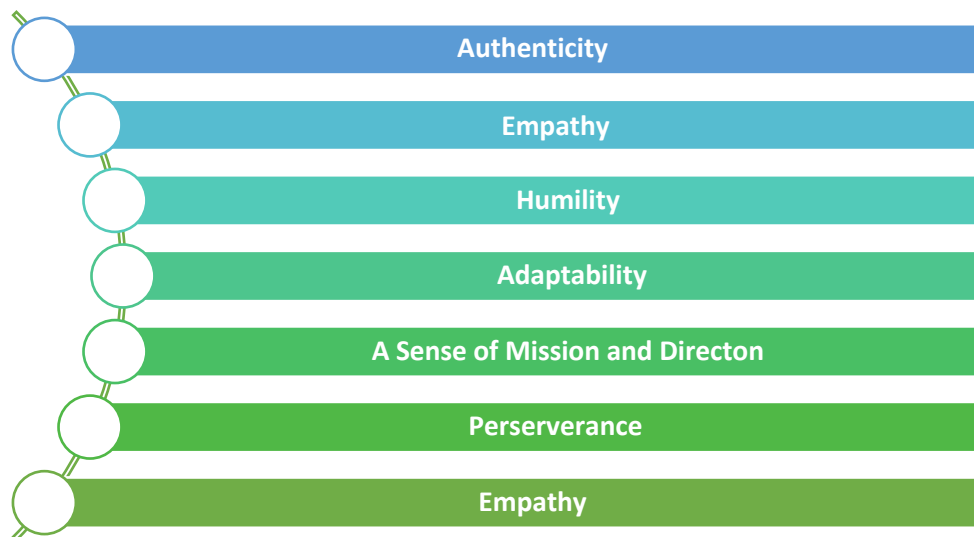 Authenticity
Empathy
Humility
Adaptability
A Sense of Mission and Directon
Perserverance
Empathy